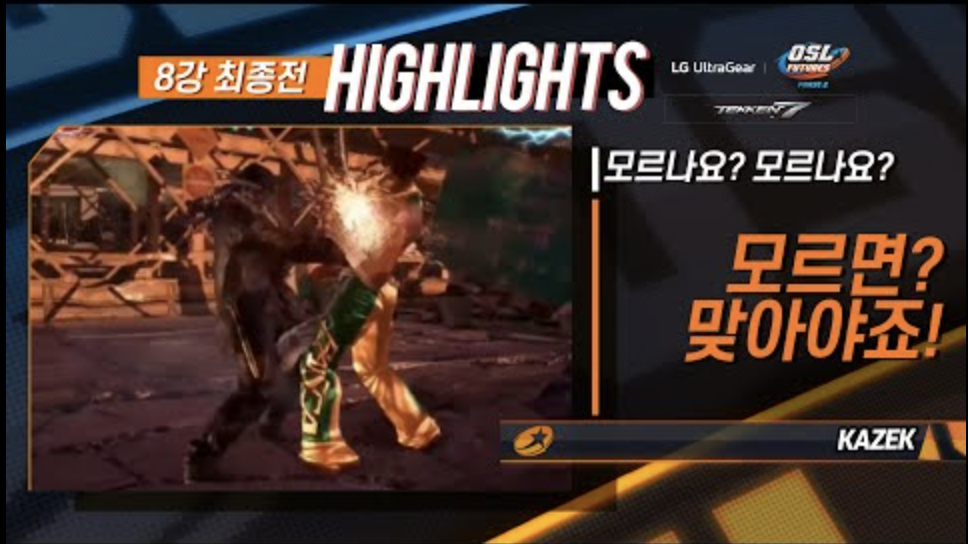 8강 최종전 HIGHLIGHTS
LG UltraGear
OSL
FUTURES
TEKKEN 7
모르나요? 모르나요?
모르면?
맞아야죠!
KAZEK